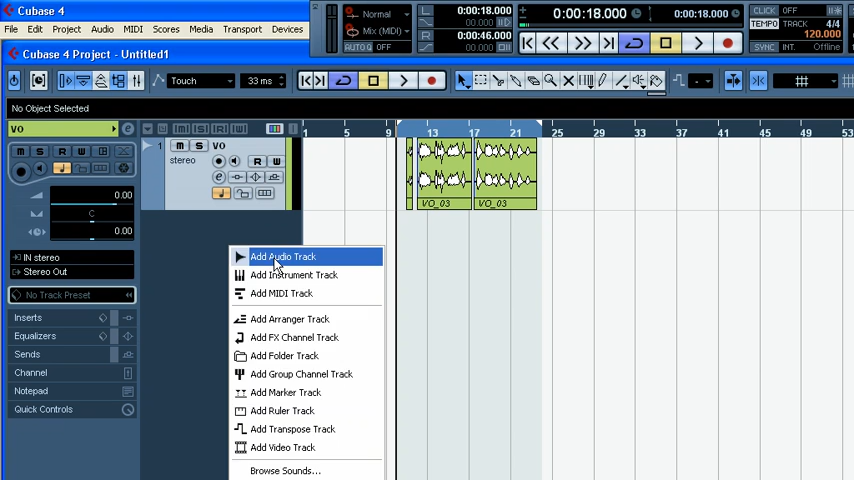 Cubase 4
File Edit Project Audio MIDI Scores Media Transport Devices
Normal
Mix (MIDI)
AUTO Q OFF
L 0:00:18.000
R 0:00:46.000
0:00:18.000 0:00:18.000
CLICK OFF
TEMPO TRACK 4/4
120.000
SYNC INT. Offline
Cubase 4 Project - Untitled1
Touch 33 ms
No Object Selected
VO
1 5 9 13 17 21 25 29 33 37 41 45 49 53
M S R W
1 M S VO
stereo R W
0.00
C
0.00
VO_03 VO_03
IN stereo
Stereo Out
No Track Preset
Inserts
Equalizers
Sends
Channel
Notepad
Quick Controls
Add Audio Track
Add Instrument Track
Add MIDI Track
Add Arranger Track
Add FX Channel Track
Add Folder Track
Add Group Channel Track
Add Marker Track
Add Ruler Track
Add Transpose Track
Add Video Track
Browse Sounds...